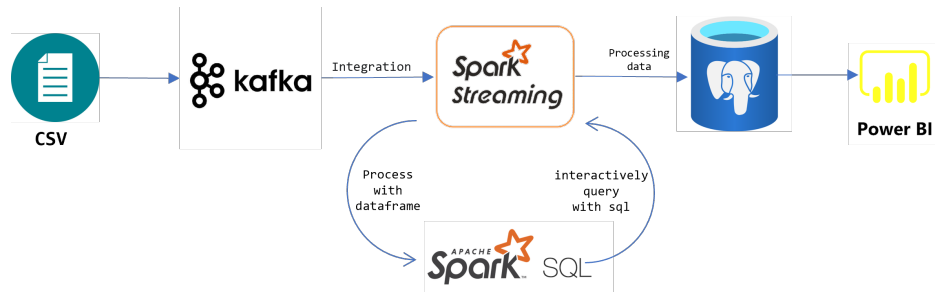 CSV
kafka
Integration
Spark
Streaming
Processing
data
Power BI
Process
with
dataframe
interactively
query
with sql
APACHE
Spark
SQL